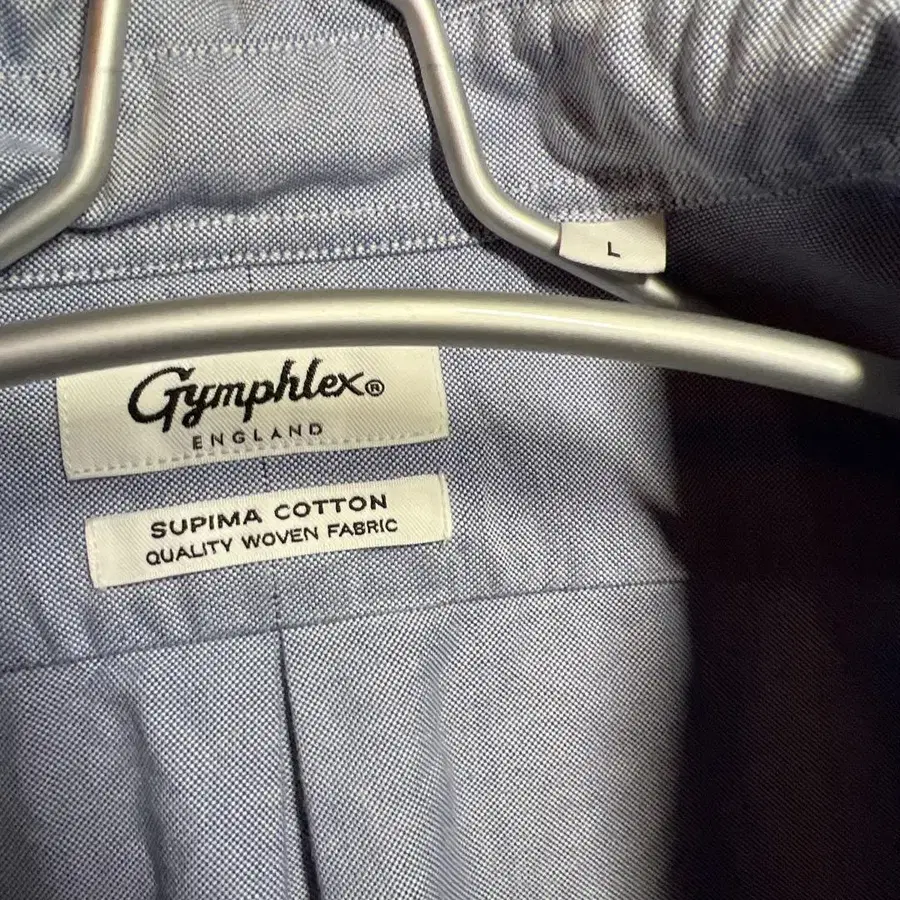 L
Gymphlex®
ENGLAND
SUPIMA COTTON
QUALITY WOVEN FABRIC